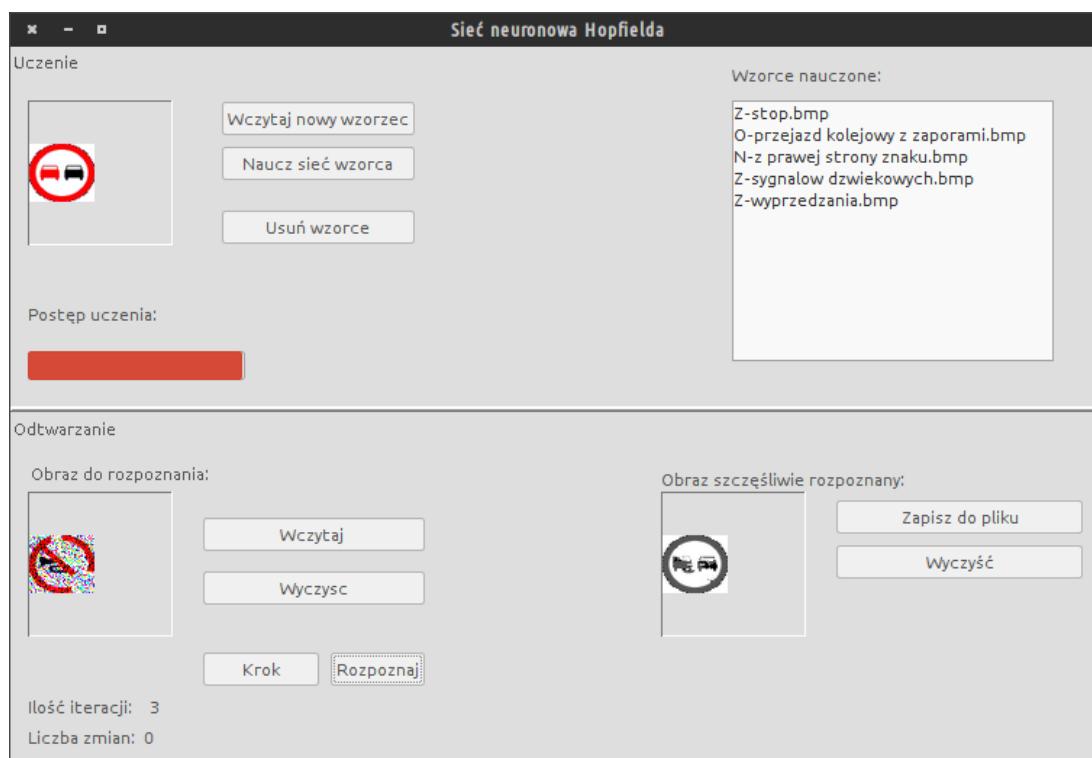 Sieć neuronowa Hopfielda
Uczenie
Wczytaj nowy wzorzec
Naucz sieć wzorca
Usuń wzorce
Postęp uczenia:
Wzorce nauczone:
Z-stop.bmp
O-przejazd kolejowy z zaporami.bmp
N-z prawej strony znaku.bmp
Z-sygnalow dzwiekowych.bmp
Z-wyprzedzania.bmp
Odtwarzanie
Obraz do rozpoznania:
Wczytaj
Wyczysc
Krok Rozpoznaj
Ilość iteracji: 3
Liczba zmian: 0
Obraz szczęśliwie rozpoznany:
Zapisz do pliku
Wyczyść